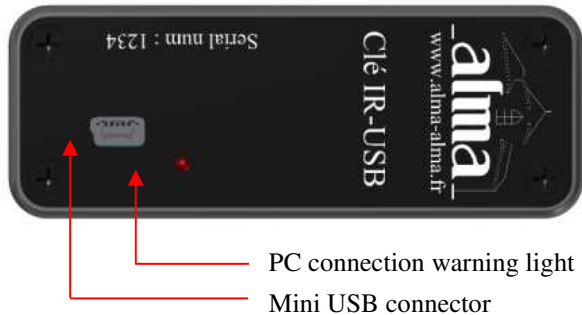 Serial num : 1234
Clé IR-USB
www.alma-alma.fr
alma
PC connection warning light
Mini USB connector